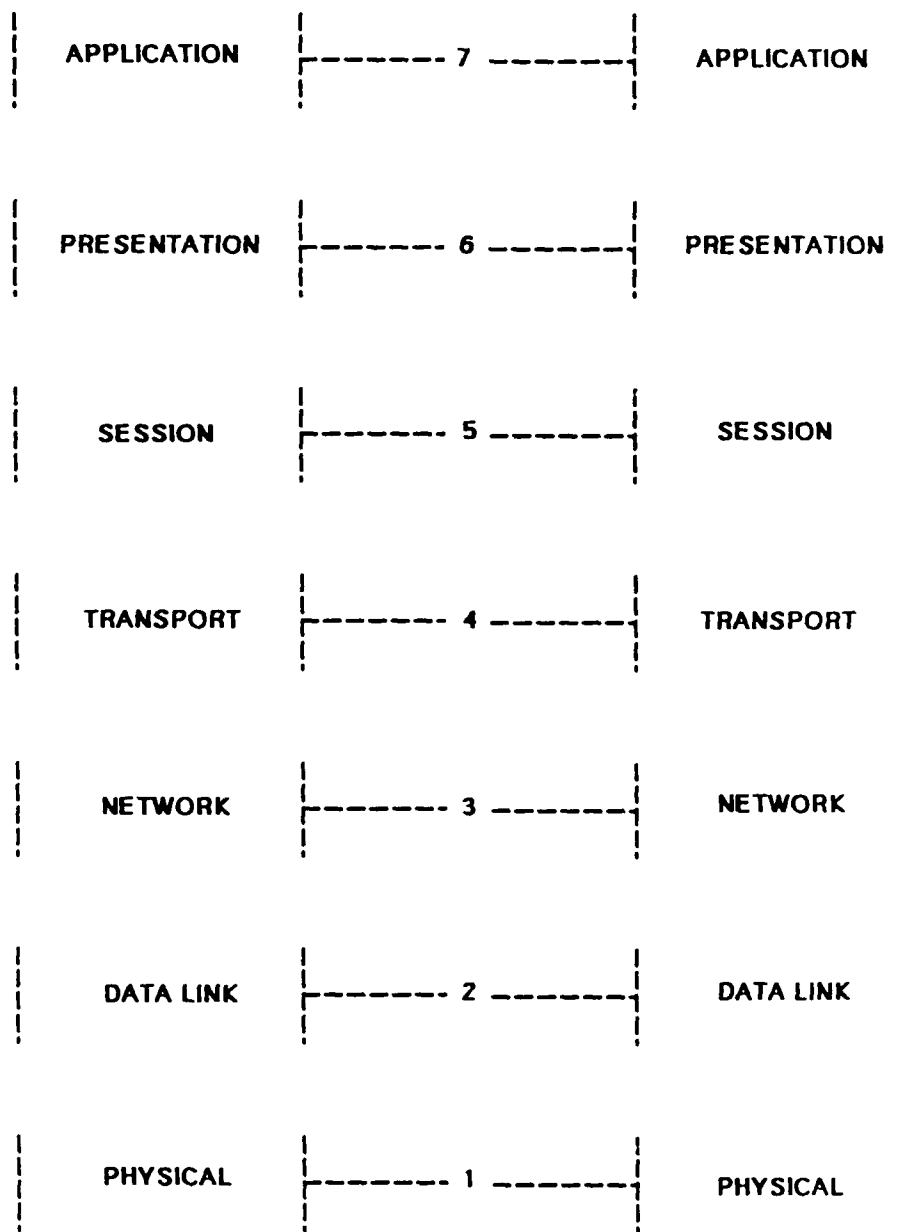 APPLICATION 7 APPLICATION
PRESENTATION 6 PRESENTATION
SESSION 5 SESSION
TRANSPORT 4 TRANSPORT
NETWORK 3 NETWORK
DATA LINK 2 DATA LINK
PHYSICAL 1 PHYSICAL